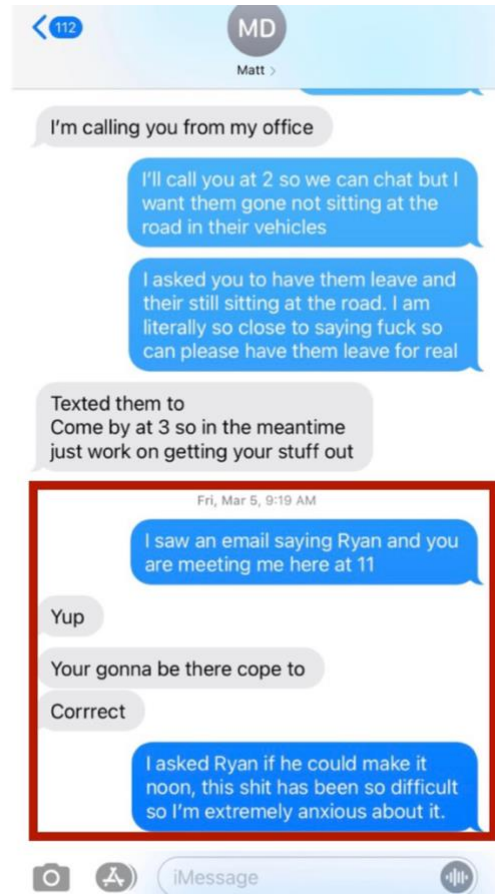 112
MD
Matt
I'm calling you from my office
I'll call you at 2 so we can chat but I
want them gone not sitting at the
road in their vehicles
I asked you to have them leave and
their still sitting at the road. I am
literally so close to saying fuck so
can please have them leave for real
Texted them to
Come by at 3 so in the meantime
just work on getting your stuff out
Fri, Mar 5, 9:19 AM
I saw an email saying Ryan and you
are meeting me here at 11
Yup
Your gonna be there cope to
Corrrect
I asked Ryan if he could make it
noon, this shit has been so difficult
so I'm extremely anxious about it.
iMessage